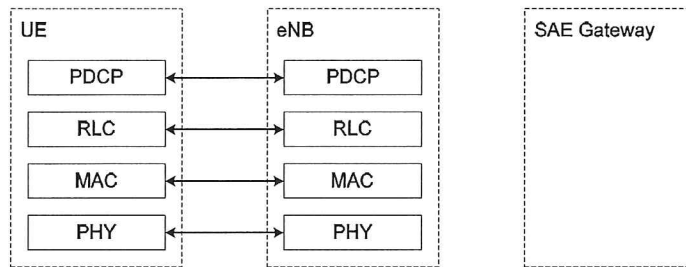 UE
eNB
SAE Gateway
PDCP
PDCP
RLC
RLC
MAC
MAC
PHY
PHY